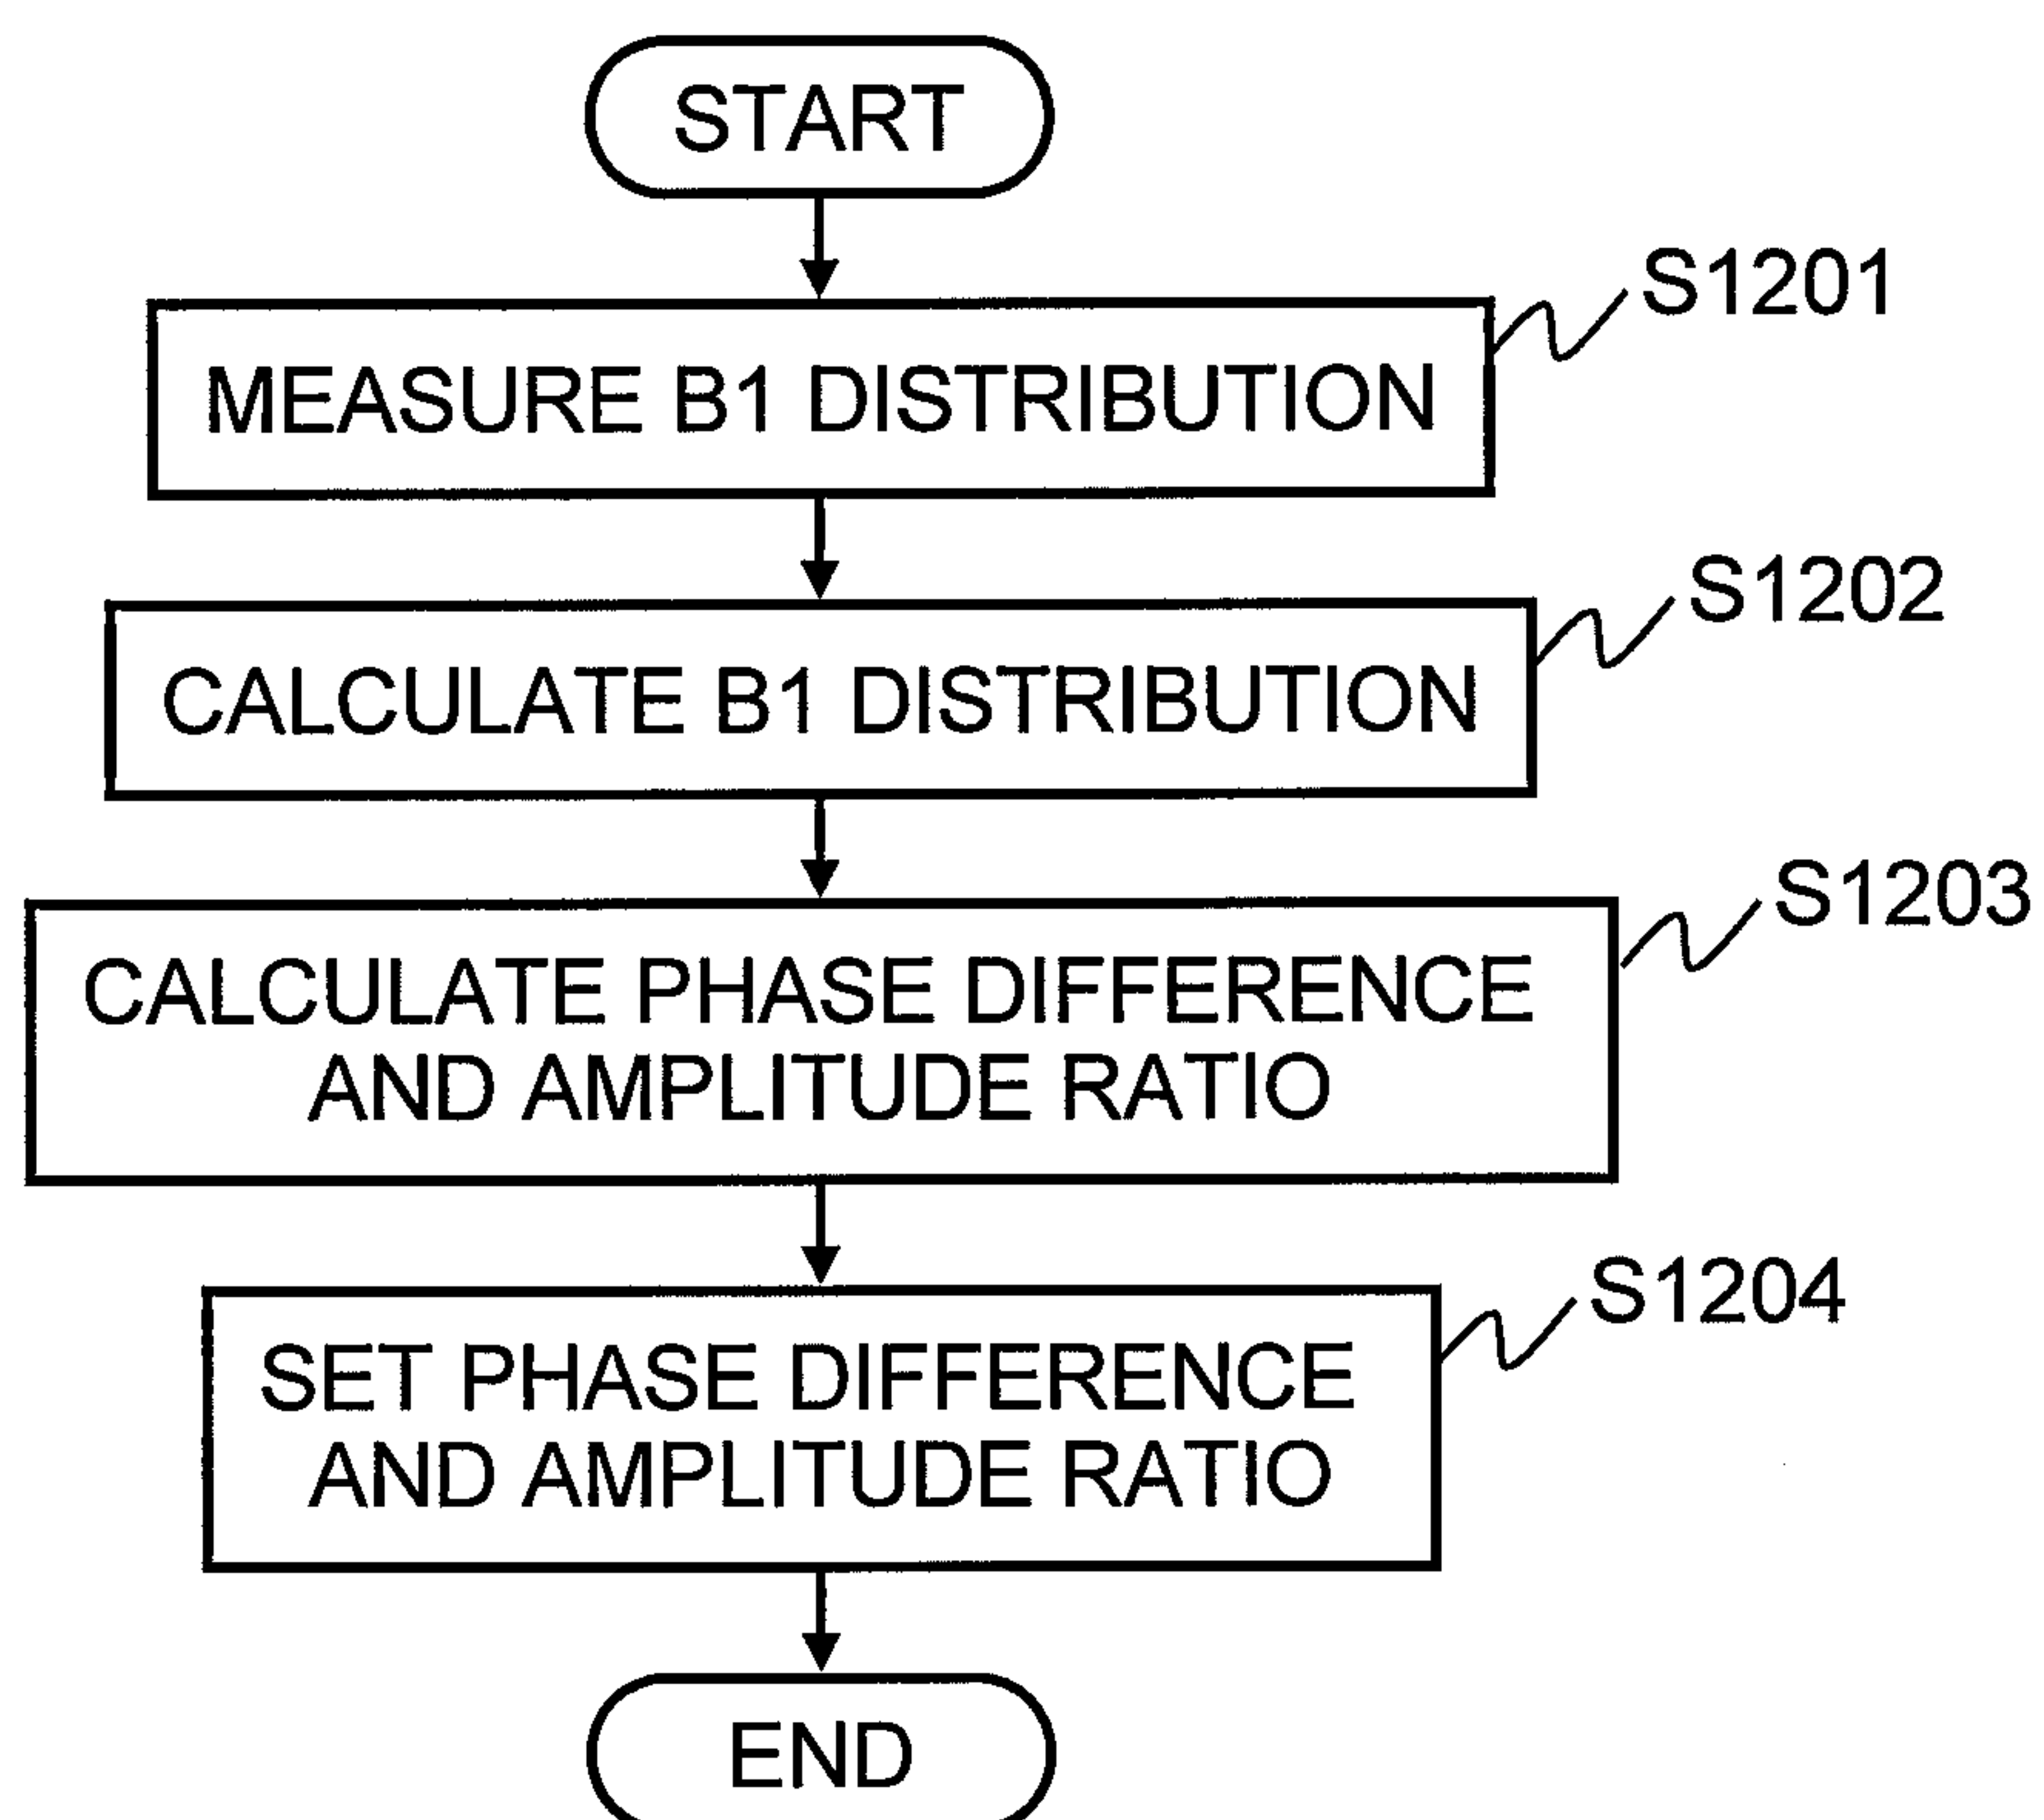 START
S1201
MEASURE B1 DISTRIBUTION
S1202
CALCULATE B1 DISTRIBUTION
S1203
CALCULATE PHASE DIFFERENCE
AND AMPLITUDE RATIO
S1204
SET PHASE DIFFERENCE
AND AMPLITUDE RATIO
END